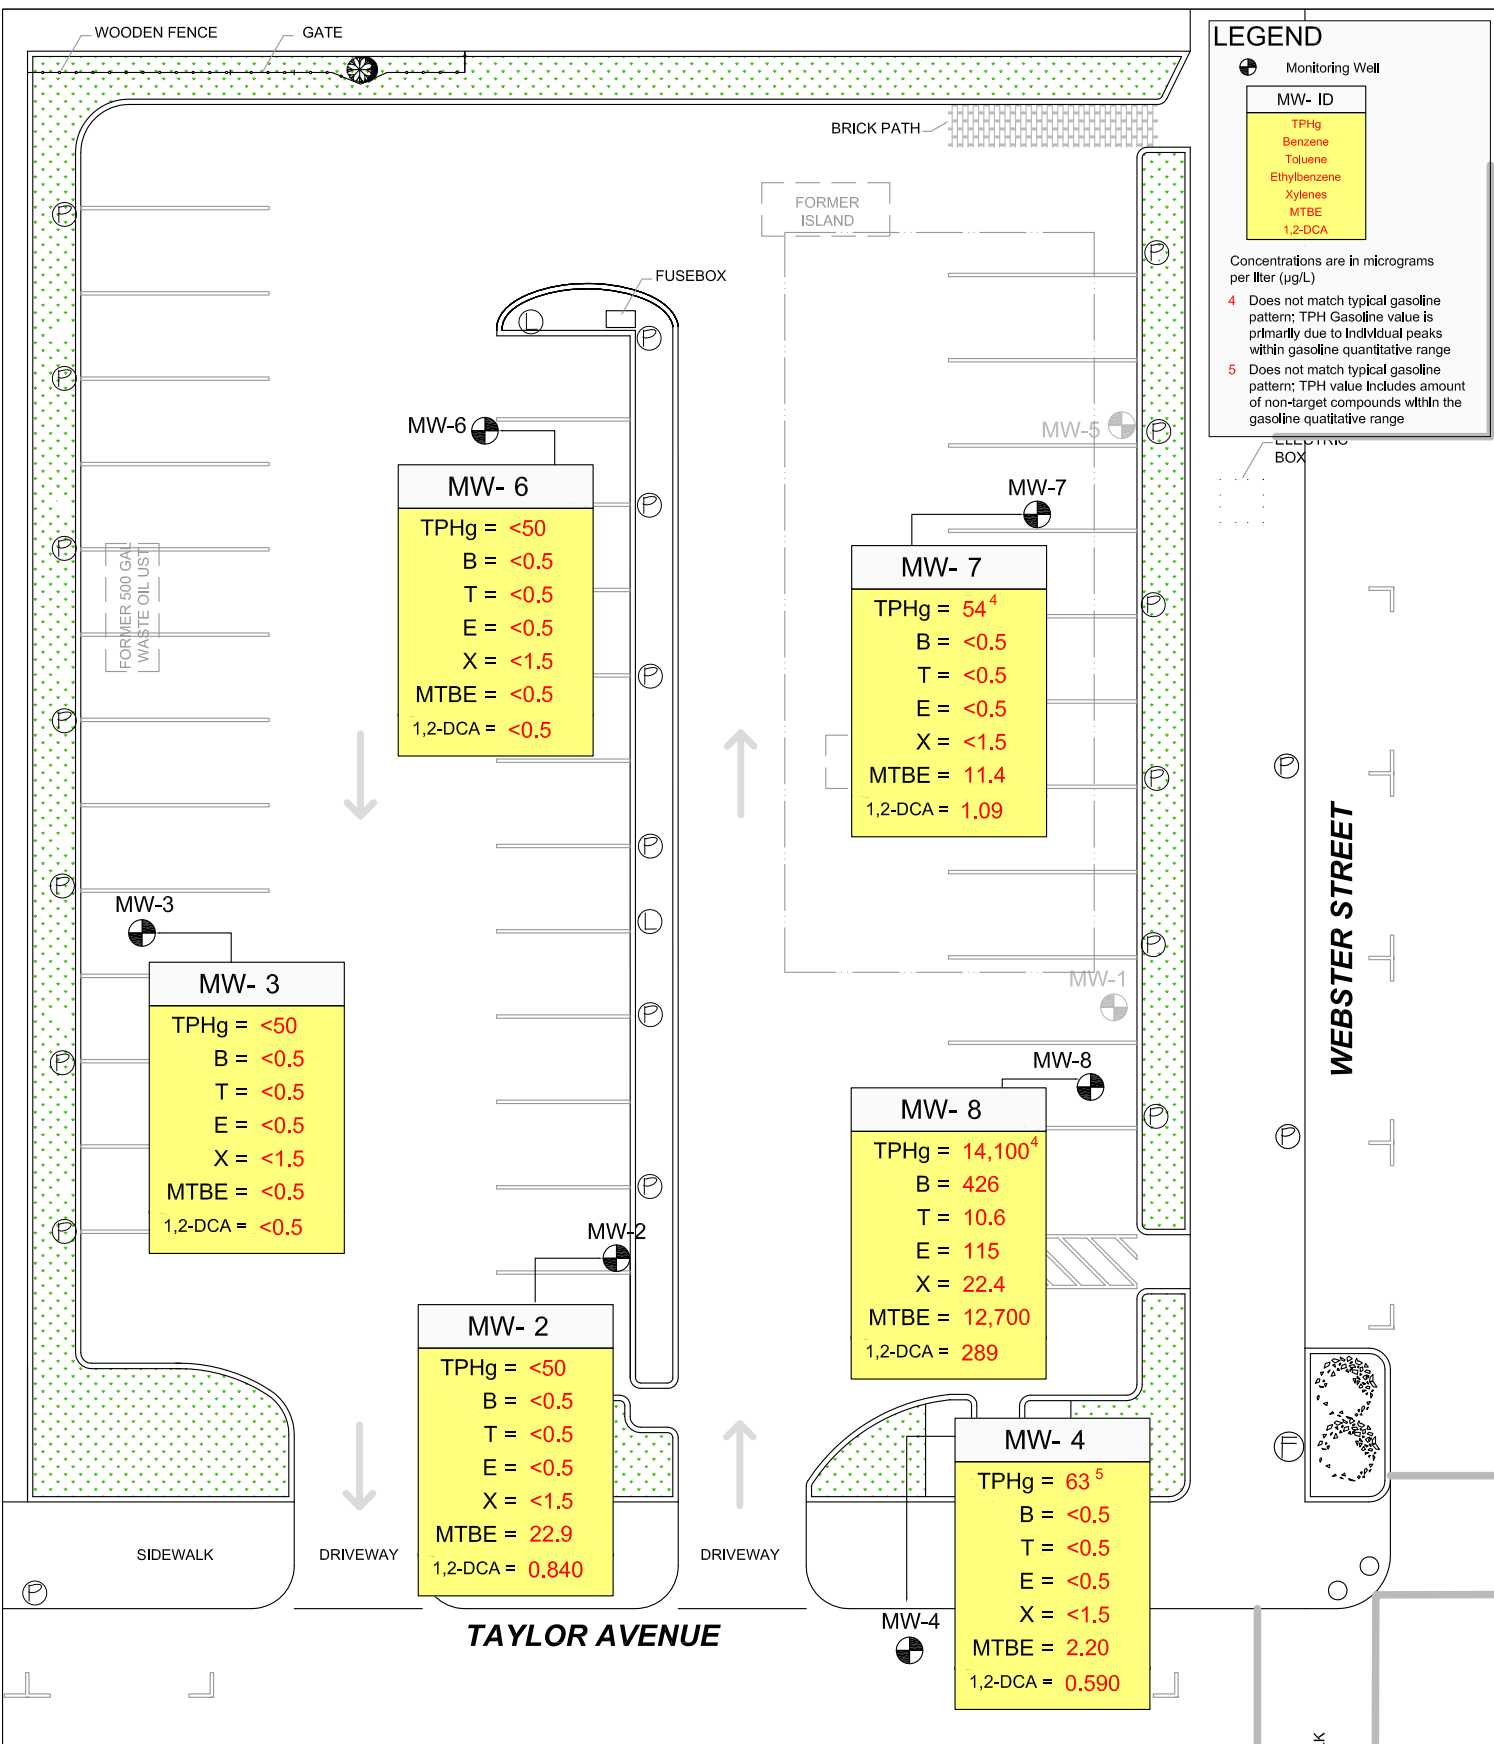 WOODEN FENCE
GATE
LEGEND
Monitoring Well
MW- ID
TPHg
Benzene
Toluene
Ethylbenzene
Xylenes
MTBE
1,2-DCA
Concentrations are in micrograms
per liter (µg/L)
4 Does not match typical gasoline
pattern; TPH Gasoline value is
primarily due to individual peaks
within gasoline quantitative range
5 Does not match typical gasoline
pattern; TPH value includes amount
of non-target compounds within the
gasoline quatitative range
BRICK PATH
FORMER
ISLAND
FUSEBOX
ELECTRIC
BOX
MW-5
MW-6
MW- 6
TPHg = <50
B = <0.5
T = <0.5
E = <0.5
X = <1.5
MTBE = <0.5
1,2-DCA = <0.5
MW-7
MW- 7
TPHg = 54 4
B = <0.5
T = <0.5
E = <0.5
X = <1.5
MTBE = 11.4
1,2-DCA = 1.09
FORMER 500 GAL
WASTE OIL UST
WEBSTER STREET
MW-3
MW- 3
TPHg = <50
B = <0.5
T = <0.5
E = <0.5
X = <1.5
MTBE = <0.5
1,2-DCA = <0.5
MW-1
MW-8
MW- 8
TPHg = 14,100 4
B = 426
T = 10.6
E = 115
X = 22.4
MTBE = 12,700
1,2-DCA = 289
MW-2
MW- 2
TPHg = <50
B = <0.5
T = <0.5
E = <0.5
X = <1.5
MTBE = 22.9
1,2-DCA = 0.840
MW- 4
TPHg = 63 5
B = <0.5
T = <0.5
E = <0.5
X = <1.5
MTBE = 2.20
1,2-DCA = 0.590
SIDEWALK
DRIVEWAY
DRIVEWAY
MW-4
TAYLOR AVENUE
P
P
P
P
P
P
P
P
P
L
P
P
P
P
L
P
P
P
P
P
P
P
P
P
P
F